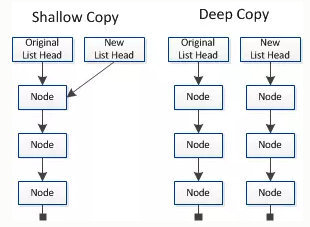 Shallow Copy
Original
List Head
New
List Head
Node
Node
Node
Deep Copy
Original
List Head
New
List Head
Node
Node
Node
Node
Node
Node